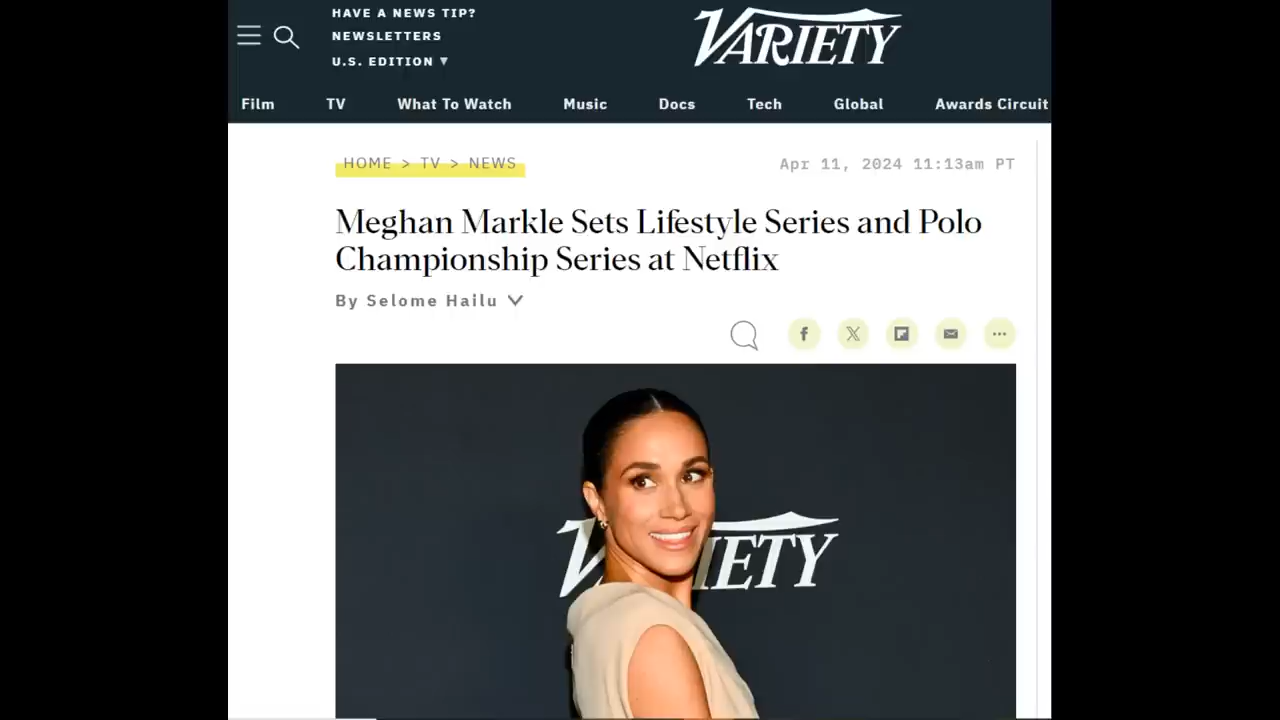 HAVE A NEWS TIP?
NEWSLETTERS
U.S. EDITION ▼
VARIETY
Film TV What To Watch Music Docs Tech Global Awards Circuit
HOME > TV > NEWS
Apr 11, 2024 11:13am PT
Meghan Markle Sets Lifestyle Series and Polo
Championship Series at Netflix
By Selome Hailu
V IETY